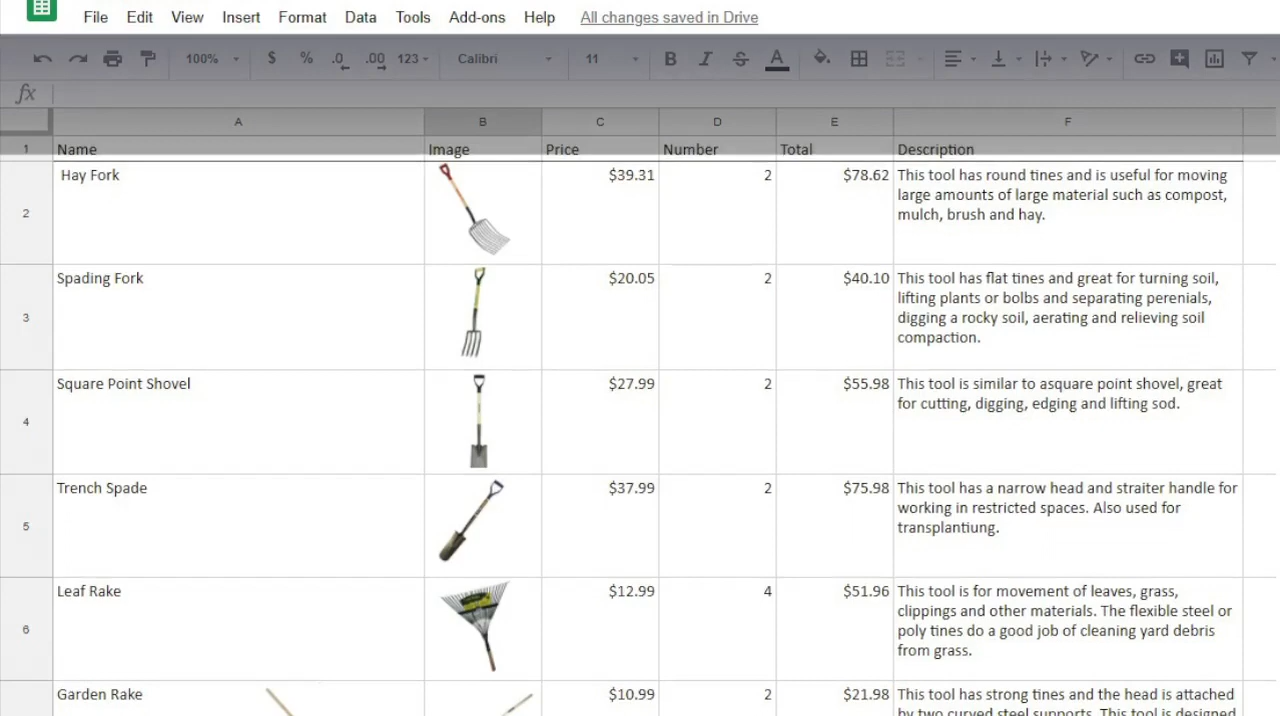 File Edit View Insert Format Data Tools Add-ons Help All changes saved in Drive
100% $ % .0 .00 123 Calibri 11 B I S A
fx
A B C D E F
1 Name Image Price Number Total Description
2 Hay Fork $39.31 2 $78.62 This tool has round tines and is useful for moving
large amounts of large material such as compost,
mulch, brush and hay.
3 Spading Fork $20.05 2 $40.10 This tool has flat tines and great for turning soil,
lifting plants or bolbs and separating perenials,
digging a rocky soil, aerating and relieving soil
compaction.
4 Square Point Shovel $27.99 2 $55.98 This tool is similar to asquare point shovel, great
for cutting, digging, edging and lifting sod.
5 Trench Spade $37.99 2 $75.98 This tool has a narrow head and straiter handle for
working in restricted spaces. Also used for
transplantiung.
6 Leaf Rake $12.99 4 $51.96 This tool is for movement of leaves, grass,
clippings and other materials. The flexible steel or
poly tines do a good job of cleaning yard debris
from grass.
Garden Rake $10.99 2 $21.98 This tool has strong tines and the head is attached
by two curved steel supports. This tool is designed